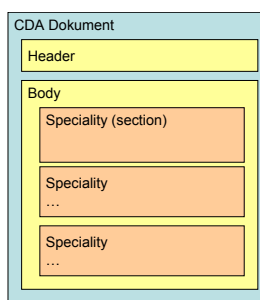 CDA Dokument
Header
Body
Speciality (section)
Speciality
…
Speciality
…